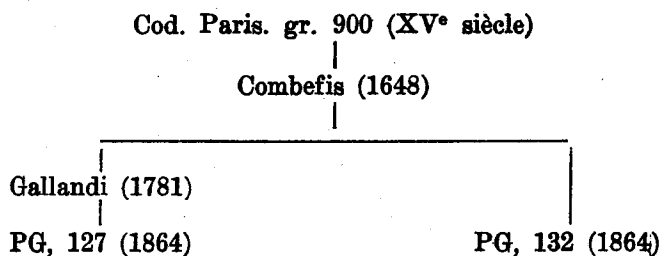 Cod. Paris. gr. 900 (XVe siècle)
Combefis (1648)
Gallandi (1781)
PG, 127 (1864) PG, 132 (1864)